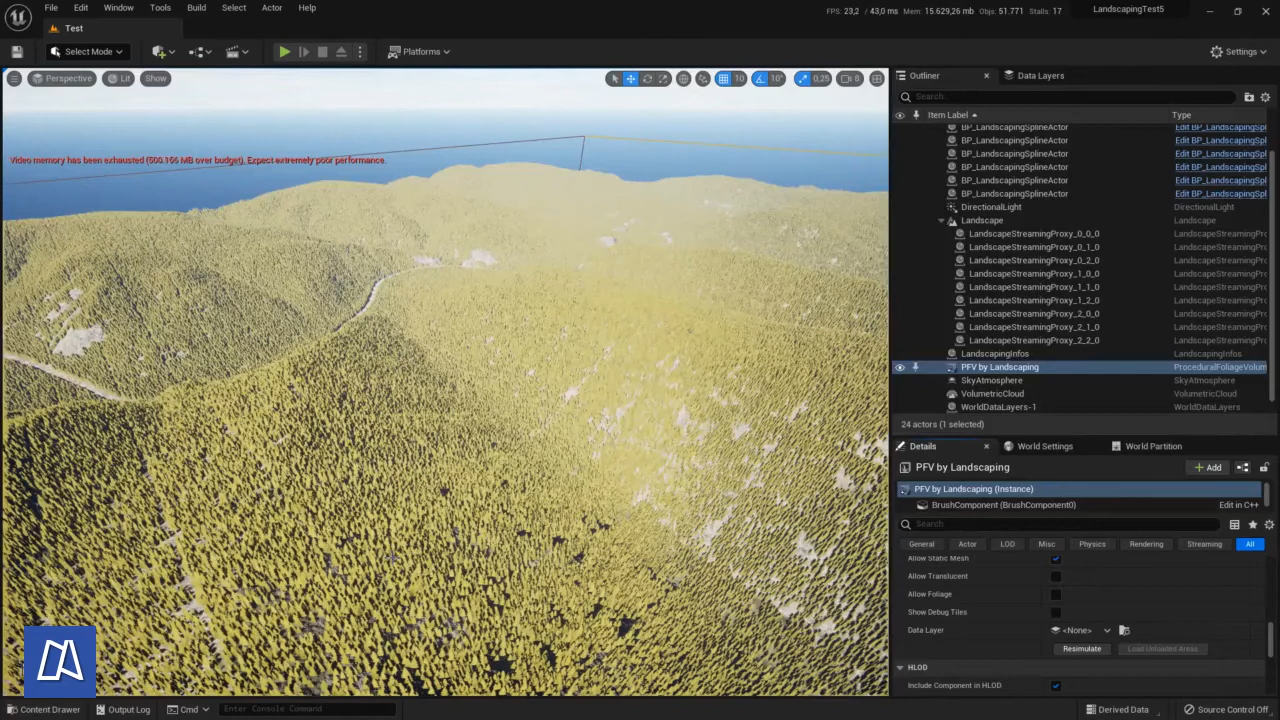 File Edit Window Tools Build Select Actor Help
FPS: 23,2 / 43,0 ms Mem: 15.629,26 mb Objs: 51.771 Stalls: 17
LandscapingTest5
Test
Select Mode
Platforms
Settings
Perspective Lit Show
10 10° 0,25 8
Outliner Data Layers
Search
Item Label Type
BP_LandscapingSplineActor Edit BP_LandscapingSpl
BP_LandscapingSplineActor Edit BP_LandscapingSpl
BP_LandscapingSplineActor Edit BP_LandscapingSpl
BP_LandscapingSplineActor Edit BP_LandscapingSpl
BP_LandscapingSplineActor Edit BP_LandscapingSpl
BP_LandscapingSplineActor Edit BP_LandscapingSpl
DirectionalLight DirectionalLight
Landscape Landscape
LandscapeStreamingProxy_0_0_0 LandscapeStreamingPro
LandscapeStreamingProxy_0_1_0 LandscapeStreamingPro
LandscapeStreamingProxy_0_2_0 LandscapeStreamingPro
LandscapeStreamingProxy_1_0_0 LandscapeStreamingPro
LandscapeStreamingProxy_1_1_0 LandscapeStreamingPro
LandscapeStreamingProxy_1_2_0 LandscapeStreamingPro
LandscapeStreamingProxy_2_0_0 LandscapeStreamingPro
LandscapeStreamingProxy_2_1_0 LandscapeStreamingPro
LandscapeStreamingProxy_2_2_0 LandscapeStreamingPro
LandscapingInfos LandscapingInfos
PFV by Landscaping ProceduralFoliageVolum
SkyAtmosphere SkyAtmosphere
VolumetricCloud VolumetricCloud
WorldDataLayers-1 WorldDataLayers
24 actors (1 selected)
Video memory has been exhausted (500.166 MB over budget). Expect extremely poor performance.
Details World Settings World Partition
PFV by Landscaping
Add
PFV by Landscaping (Instance)
BrushComponent (BrushComponent0) Edit in C++
Search
General Actor LOD Misc Physics Rendering Streaming All
Allow Static Mesh
Allow Translucent
Allow Foliage
Show Debug Tiles
Data Layer <None>
Resimulate Load Unloaded Areas
HLOD
Include Component in HLOD
Content Drawer Output Log Cmd Enter Console Command
Derived Data Source Control Off